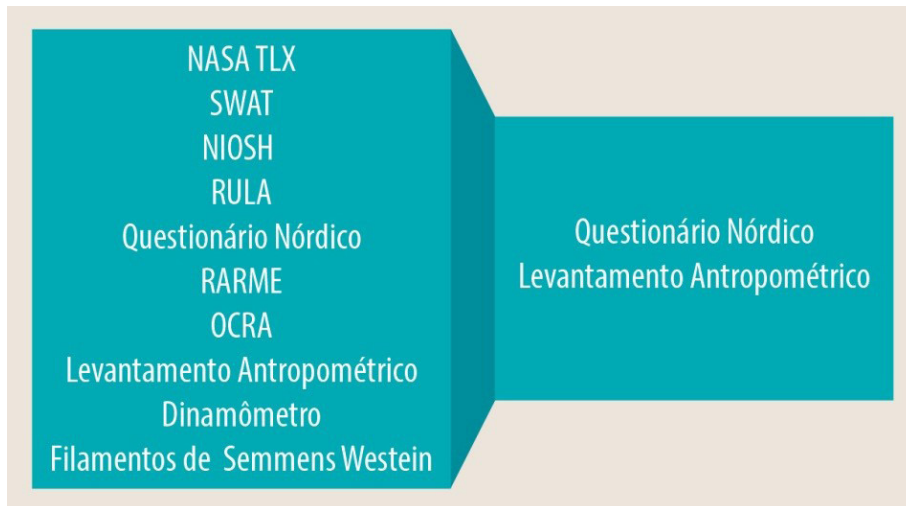 NASA TLX
SWAT
NIOSH
RULA
Questionário Nórdico
RARME
OCRA
Levantamento Antropométrico
Dinamômetro
Filamentos de Semmens Westein
Questionário Nórdico
Levantamento Antropométrico